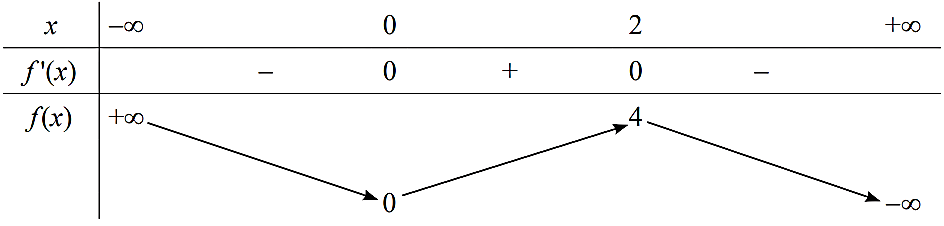 x –∞ 0 2 +∞
f'(x) – 0 + 0 –
f(x) +∞ 4
0 –∞